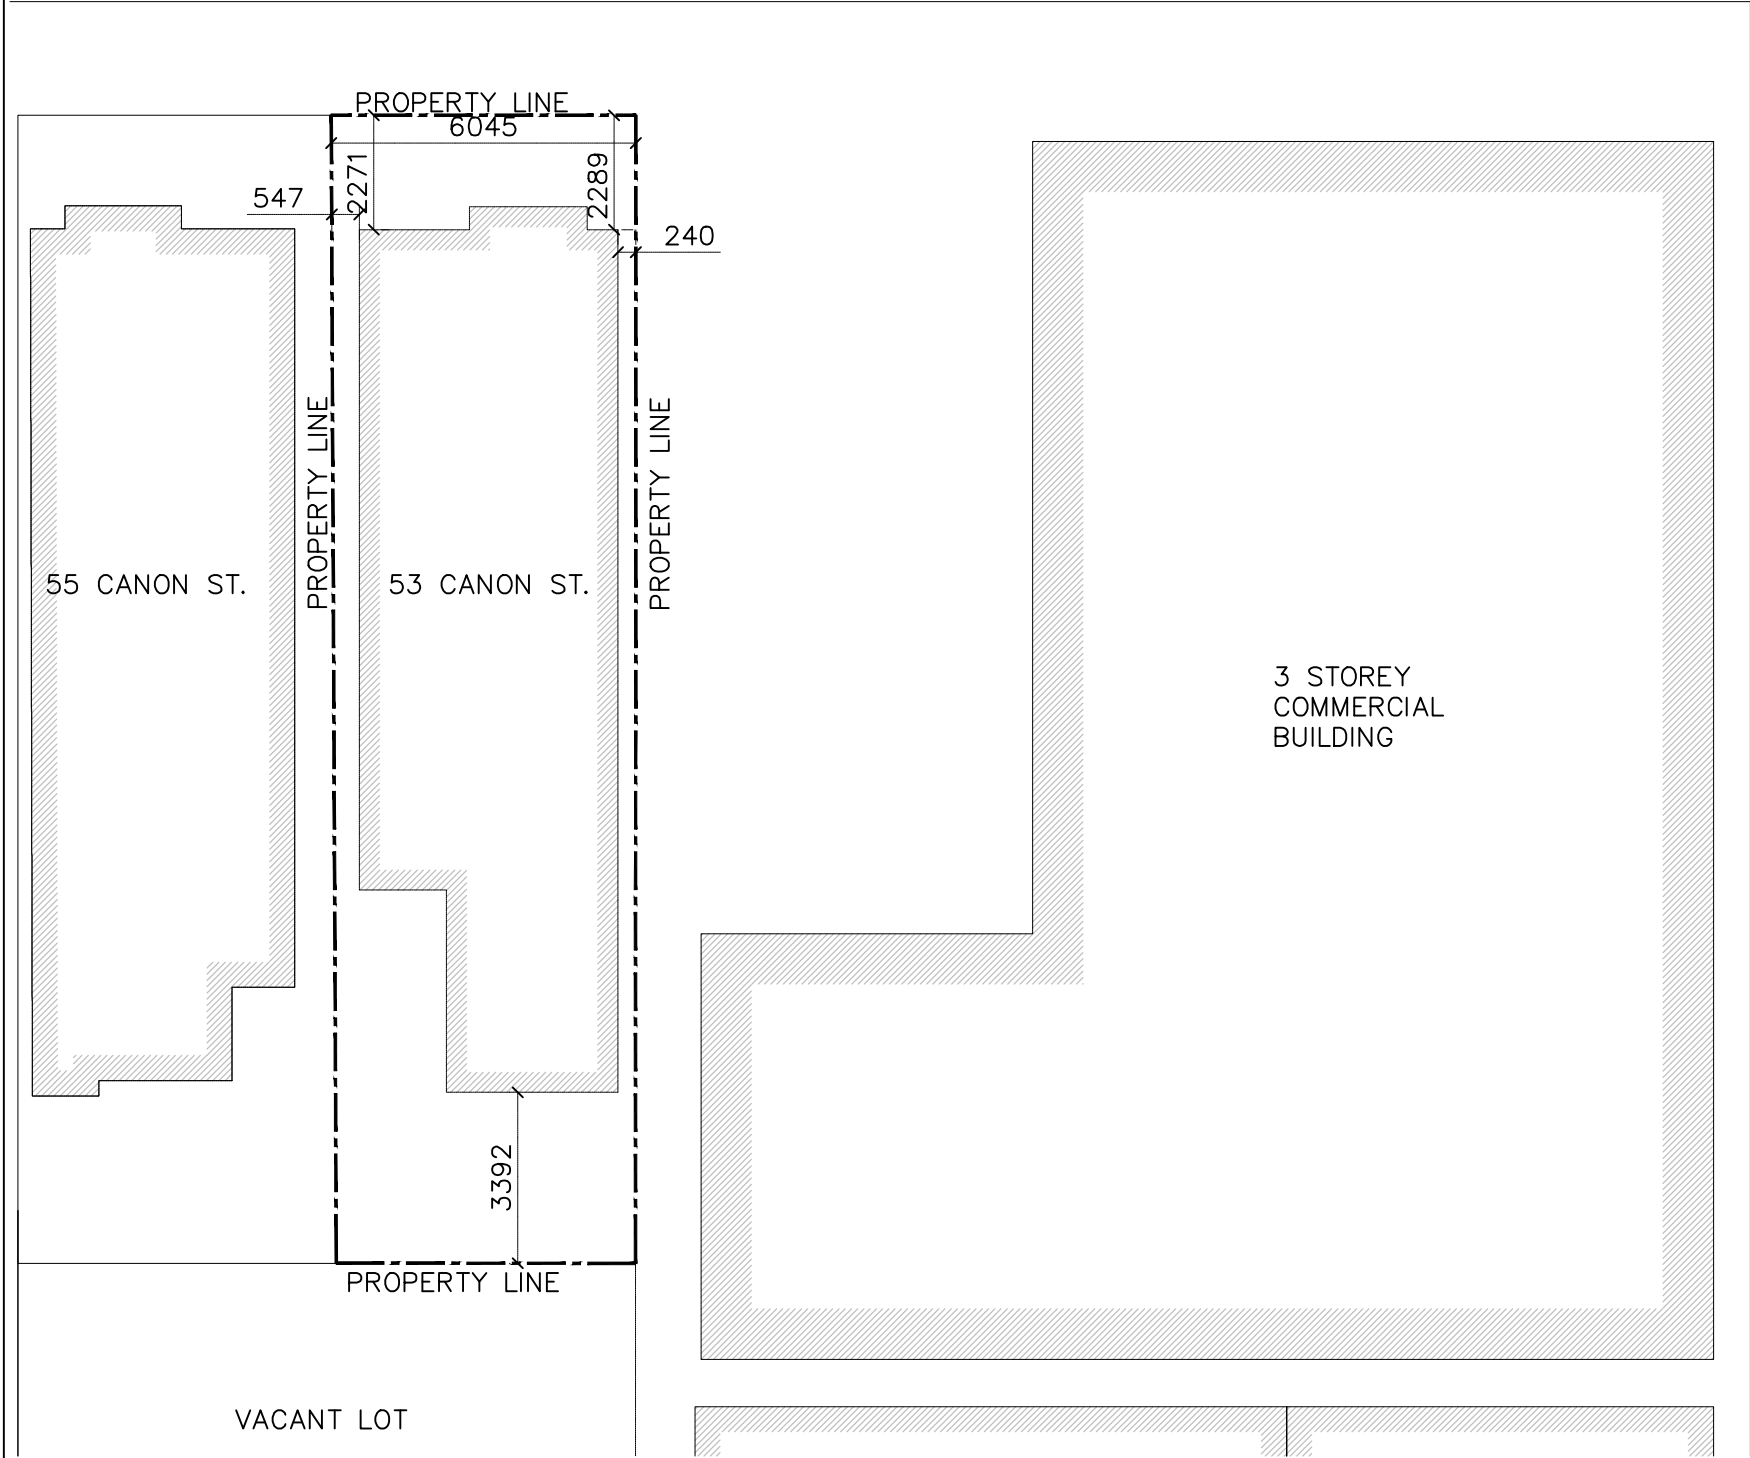 PROPERTY LINE
6045
2271
2289
547
240
PROPERTY LINE
PROPERTY LINE
55 CANON ST.
53 CANON ST.
3 STOREY
COMMERCIAL
BUILDING
3392
PROPERTY LINE
VACANT LOT